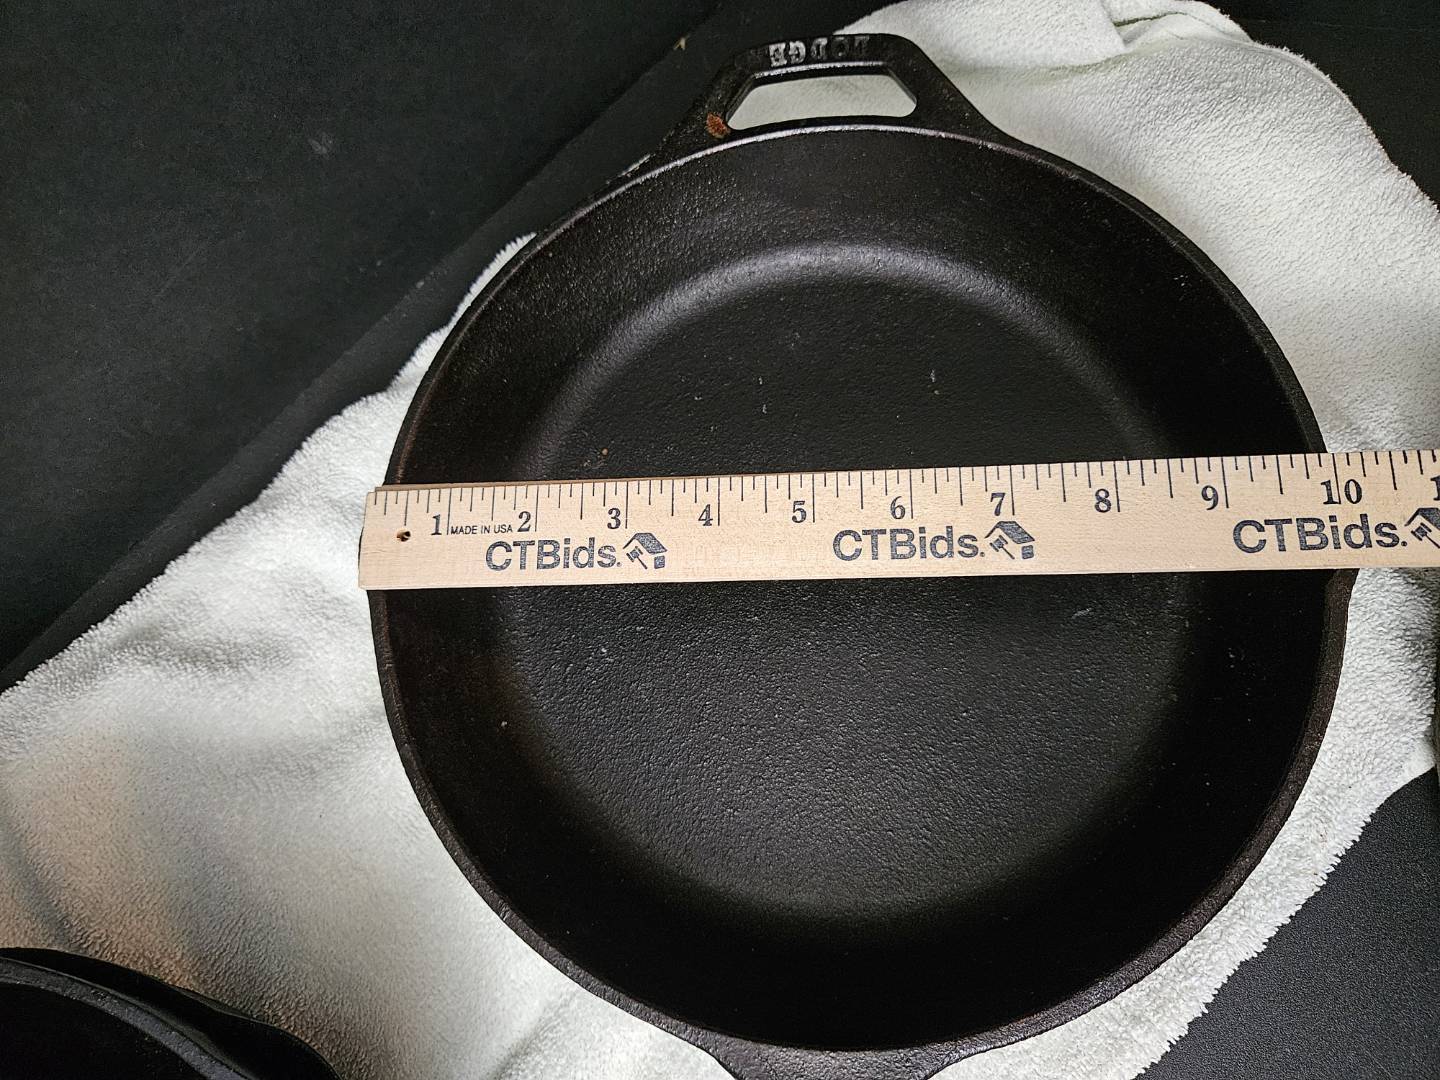 LODGE
1 2 3 4 5 6 7 8 9 10
MADE IN USA
CTBids. CTBids. CTBids.